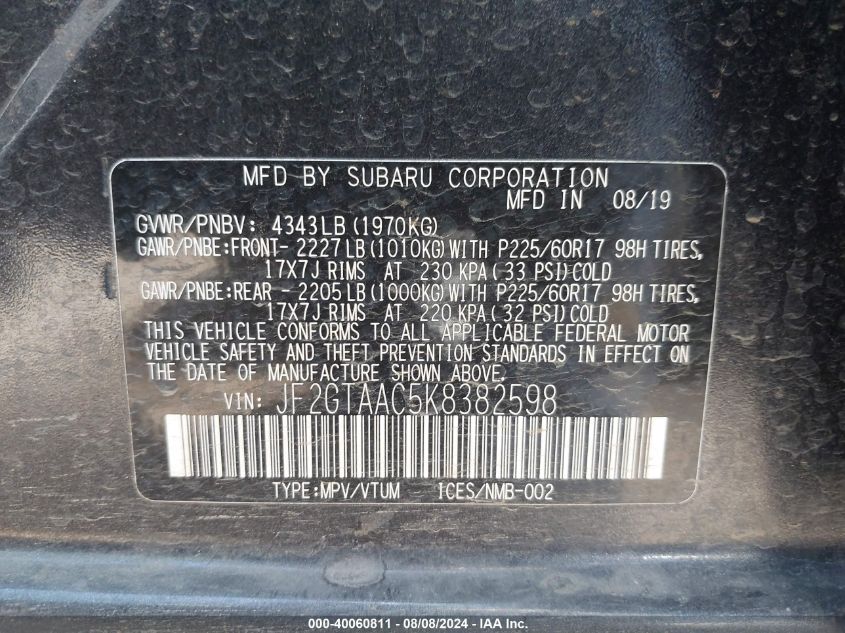 MFD BY SUBARU CORPORATION
MFD IN 08/19
GVWR/PNBV: 4343LB (1970KG)
GAWR/PNBE:FRONT- 2227LB(1010KG)WITH P225/60R17 98H TIRES,
17X7J RIMS AT 230 KPA( 33 PSI)COLD
GAWR/PNBE:REAR - 2205LB(1000KG)WITH P225/60R17 98H TIRES,
17X7J RIMS AT 220 KPA( 32 PSI)COLD
THIS VEHICLE CONFORMS TO ALL APPLICABLE FEDERAL MOTOR
VEHICLE SAFETY AND THEFT PREVENTION STANDARDS IN EFFECT ON
THE DATE OF MANUFACTURE SHOWN ABOVE.
VIN: JF2GTAAC5K8382598
TYPE:MPV/VTUM ICES/NMB-002
000-40060811 - 08/08/2024 - IAA Inc.